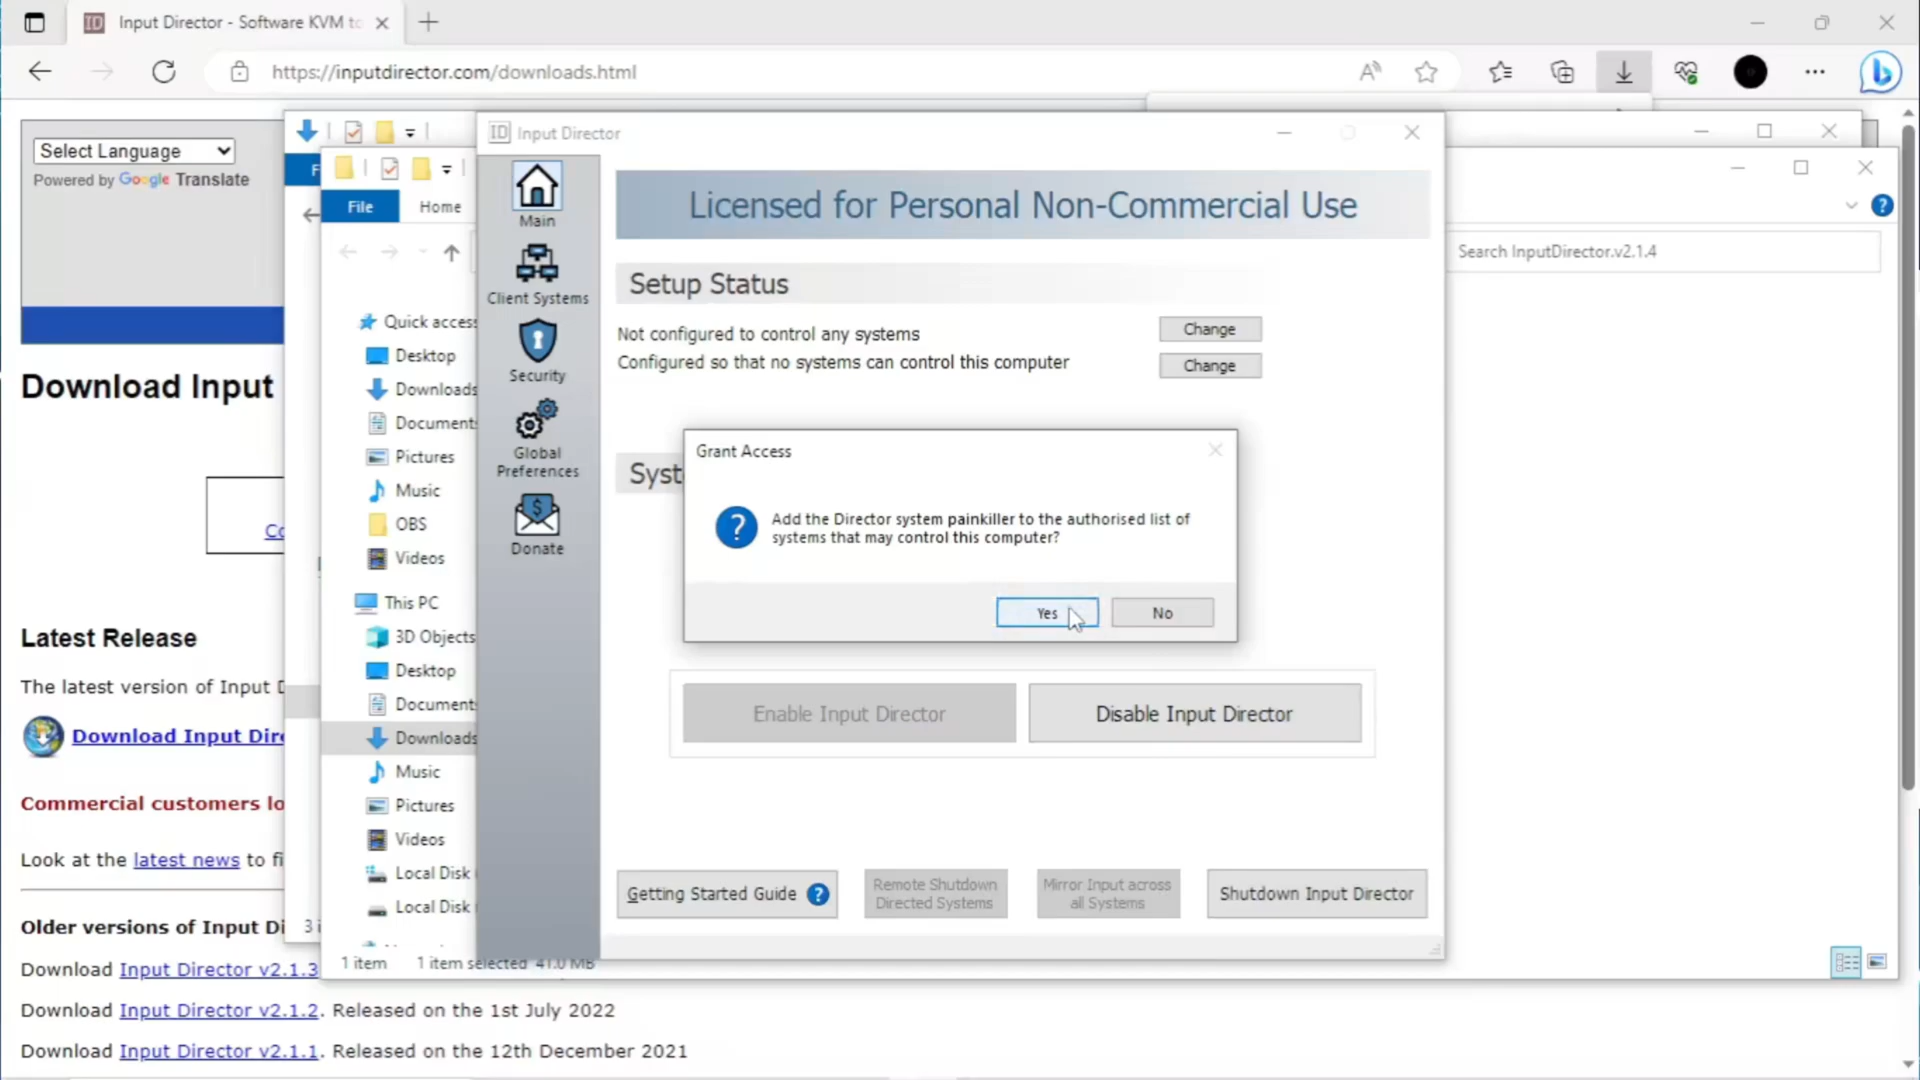 Input Director - Software KVM to
https://inputdirector.com/downloads.html
Select Language
Powered by Google Translate
Download Input
Latest Release
The latest version of Input
Download Input Dire
Commercial customers lo
Look at the latest news to fi
Older versions of Input Di
Download Input Director v2.1.3
Download Input Director v2.1.2. Released on the 1st July 2022
Download Input Director v2.1.1. Released on the 12th December 2021
File
Home
Search InputDirector.v2.1.4
Quick access
Desktop
Downloads
Documents
Pictures
Music
OBS
Videos
This PC
3D Objects
Desktop
Documents
Downloads
Music
Pictures
Videos
Local Disk
Local Disk
1 item 1 item selected 41.0 MB
ID Input Director
Main
Client Systems
Security
Global
Preferences
Donate
Licensed for Personal Non-Commercial Use
Setup Status
Not configured to control any systems
Change
Configured so that no systems can control this computer
Change
Syst
Grant Access
Add the Director system painkiller to the authorised list of
systems that may control this computer?
Yes
No
Enable Input Director
Disable Input Director
Getting Started Guide ?
Remote Shutdown
Directed Systems
Mirror Input across
all Systems
Shutdown Input Director